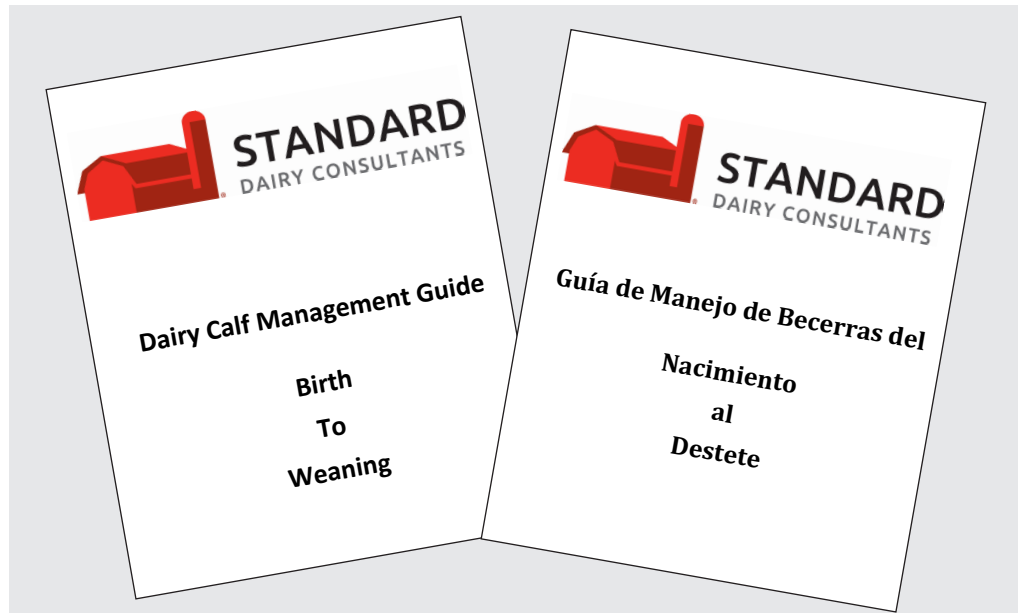 STANDARD
DAIRY CONSULTANTS
Dairy Calf Management Guide
Birth
To
Weaning
STANDARD
DAIRY CONSULTANTS
Guía de Manejo de Becerras del
Nacimiento
al
Destete